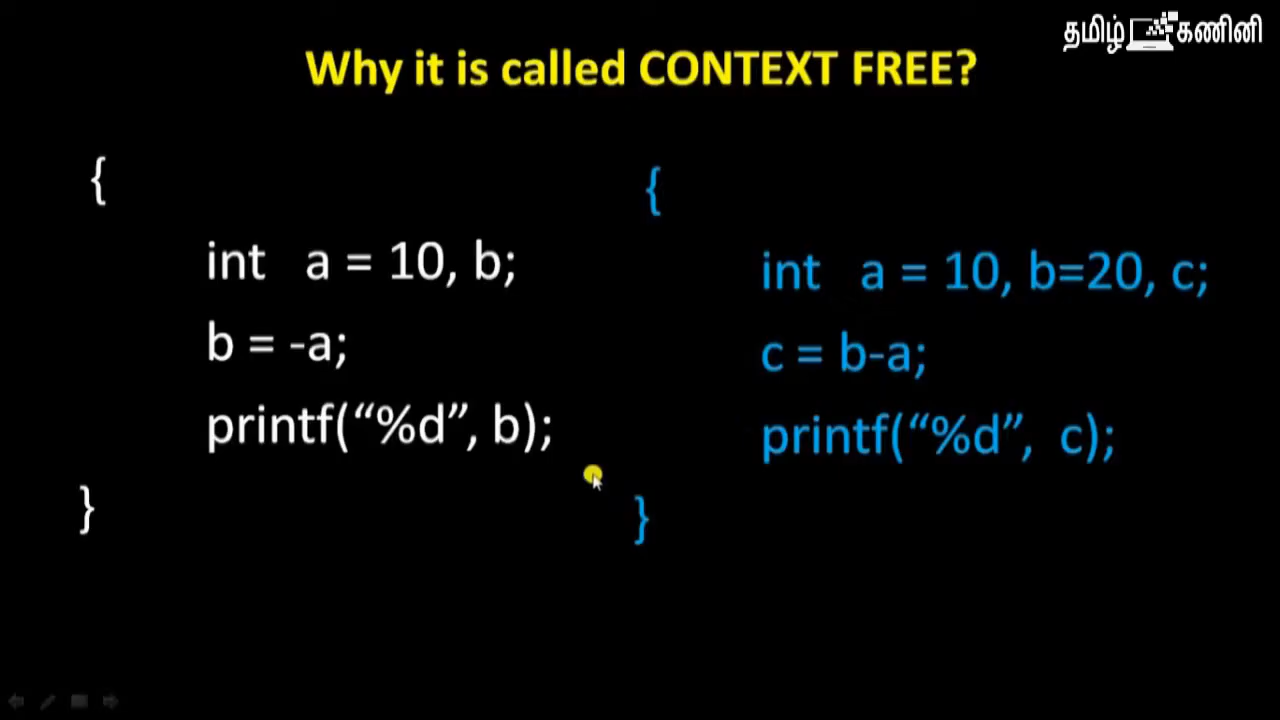 தமிழ் கணினி
Why it is called CONTEXT FREE?
{
int a = 10, b;
b = -a;
printf(“%d”, b);
}
{
int a = 10, b=20, c;
c = b-a;
printf(“%d”, c);
}